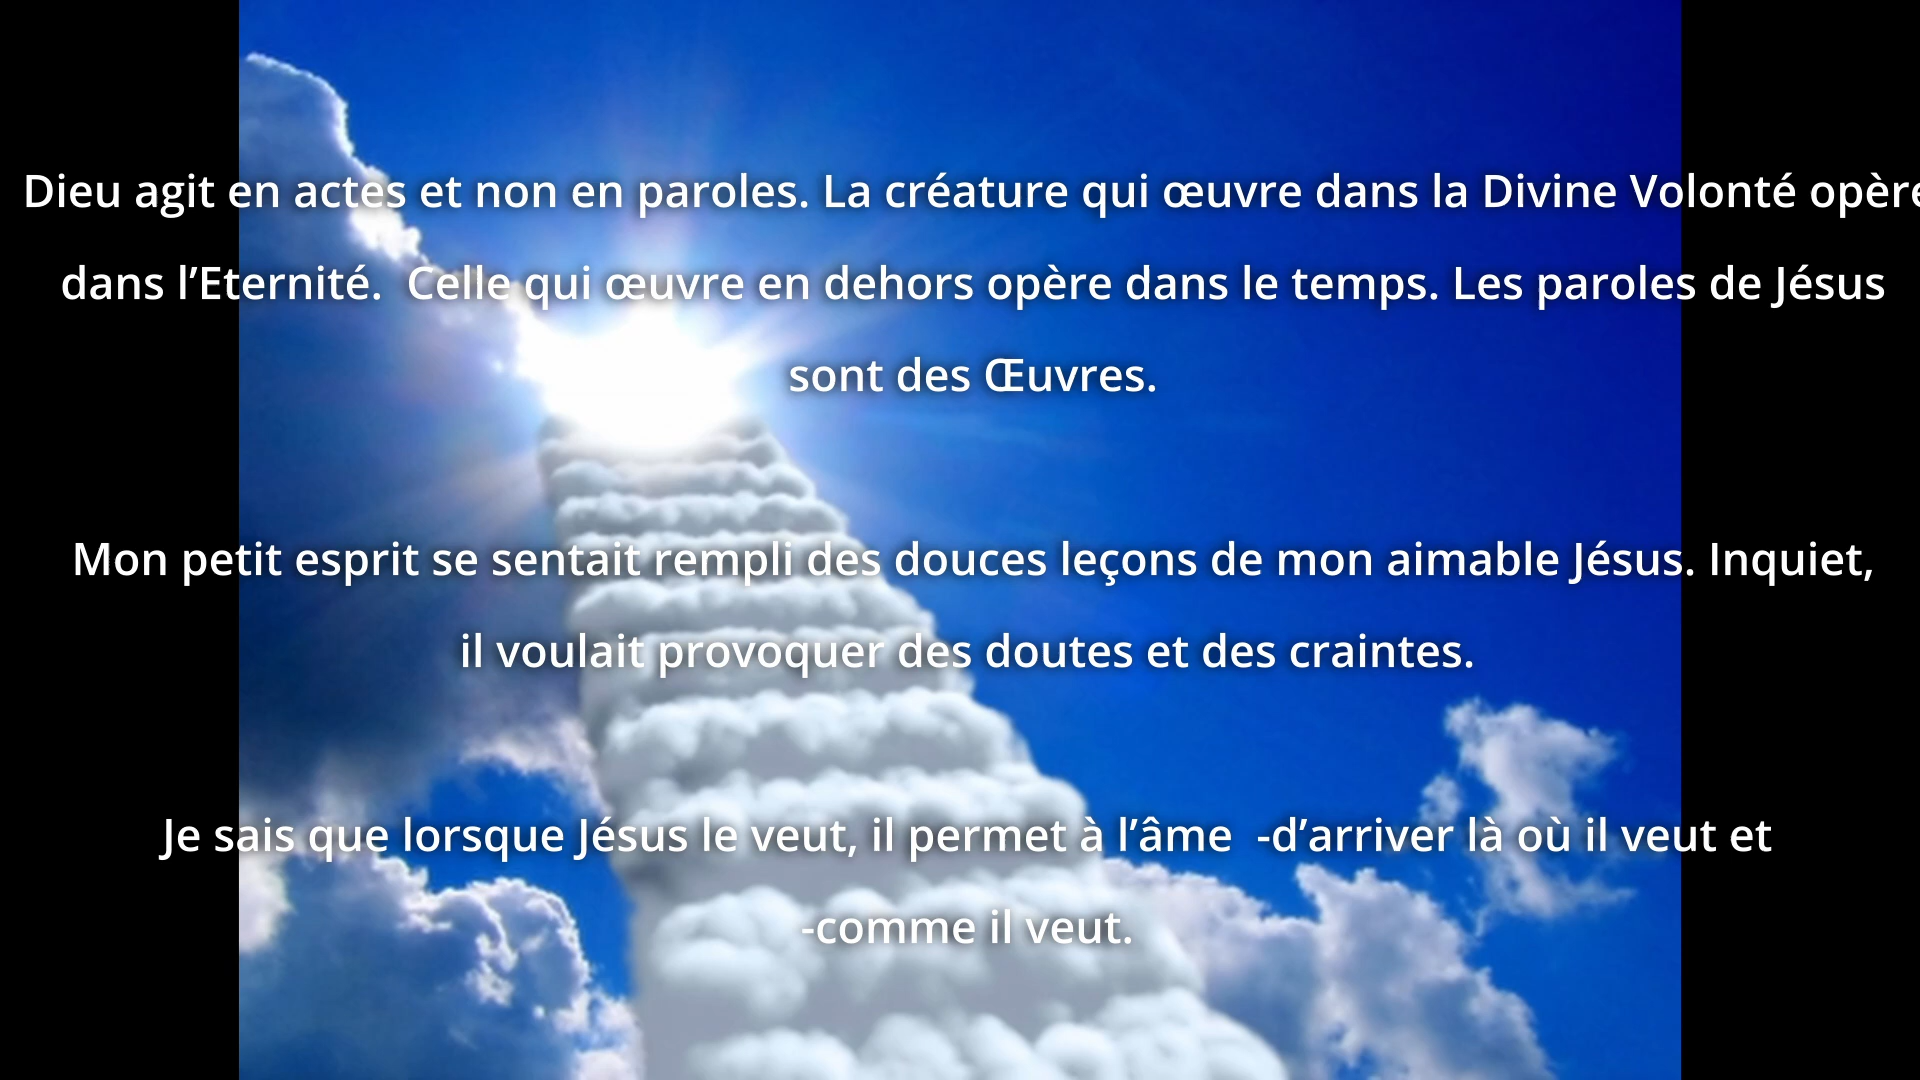 Dieu agit en actes et non en paroles. La créature qui œuvre dans la Divine Volonté opère
dans l’Eternité.  Celle qui œuvre en dehors opère dans le temps. Les paroles de Jésus
sont des Œuvres.
Mon petit esprit se sentait rempli des douces leçons de mon aimable Jésus. Inquiet,
il voulait provoquer des doutes et des craintes.
Je sais que lorsque Jésus le veut, il permet à l’âme  -d’arriver là où il veut et
-comme il veut.